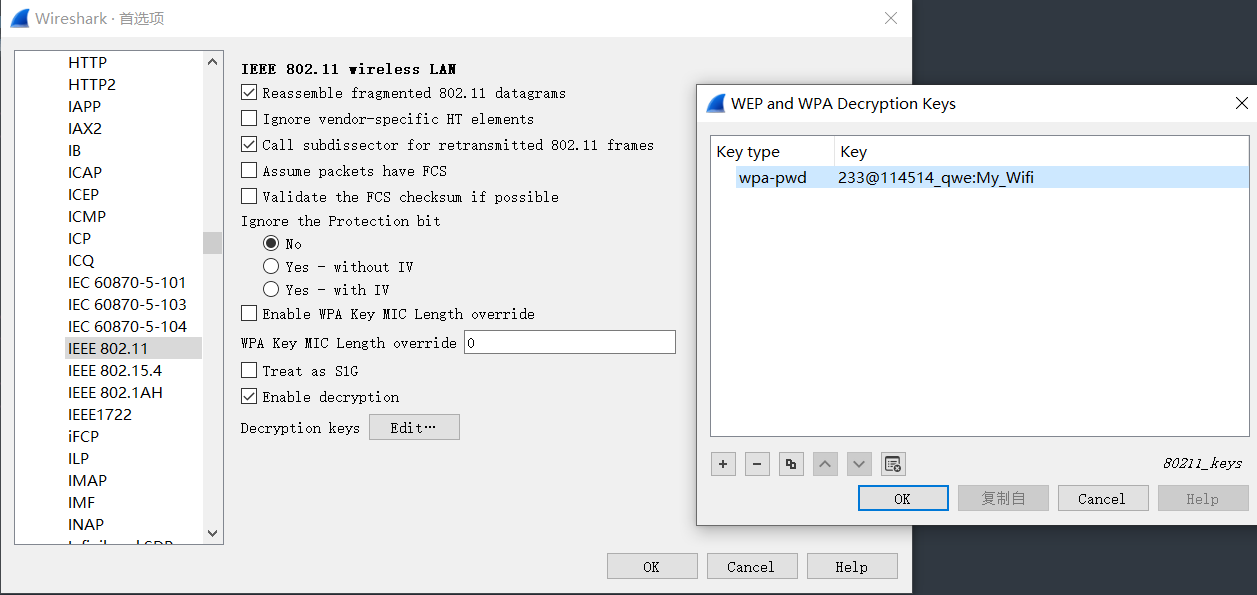 Wireshark · 首选项
HTTP
HTTP2
IAPP
IAX2
IB
ICAP
ICEP
ICMP
ICP
ICQ
IEC 60870-5-101
IEC 60870-5-103
IEC 60870-5-104
IEEE 802.11
IEEE 802.15.4
IEEE 802.1AH
IEEE1722
iFCP
ILP
IMAP
IMF
INAP
IEEE 802.11 wireless LAN
Reassemble fragmented 802.11 datagrams
Ignore vendor-specific HT elements
Call subdissector for retransmitted 802.11 frames
Assume packets have FCS
Validate the FCS checksum if possible
Ignore the Protection bit
No
Yes - without IV
Yes - with IV
Enable WPA Key MIC Length override
WPA Key MIC Length override 0
Treat as S1G
Enable decryption
Decryption keys Edit…
OK Cancel Help
WEP and WPA Decryption Keys
Key type Key
wpa-pwd 233@114514_qwe:My_Wifi
80211_keys
OK 复制自 Cancel Help